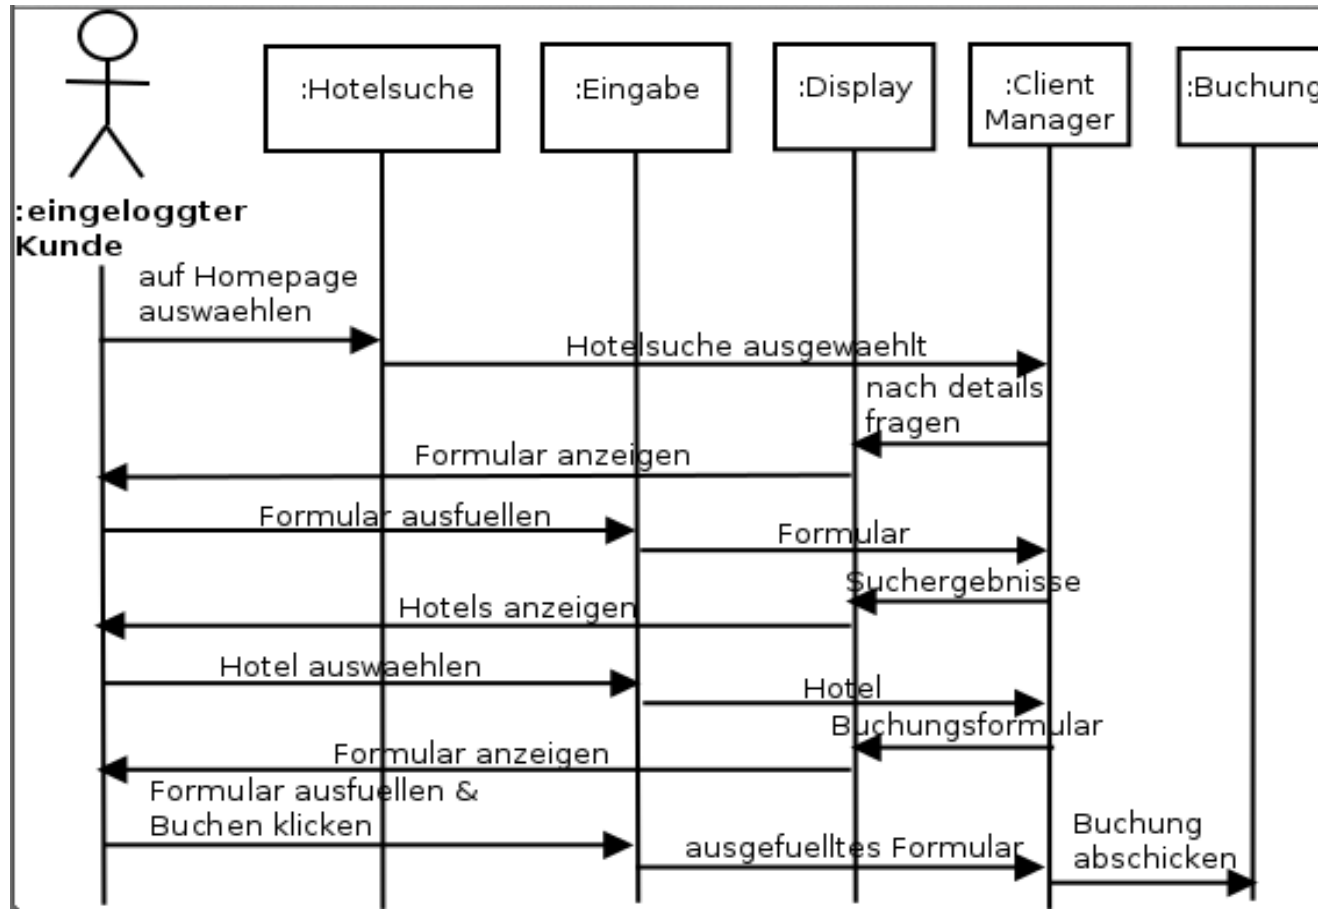 :Hotelsuche
:Eingabe
:Display
:Client
Manager
:Buchung
:eingeloggter
Kunde
auf Homepage
auswaehlen
Hotelsuche ausgewaehlt
nach details
fragen
Formular anzeigen
Formular ausfuellen
Formular
Suchergebnisse
Hotels anzeigen
Hotel auswaehlen
Hotel
Buchungsformular
Formular anzeigen
Formular ausfuellen &
Buchen klicken
ausgefuelltes Formular
Buchung
abschicken